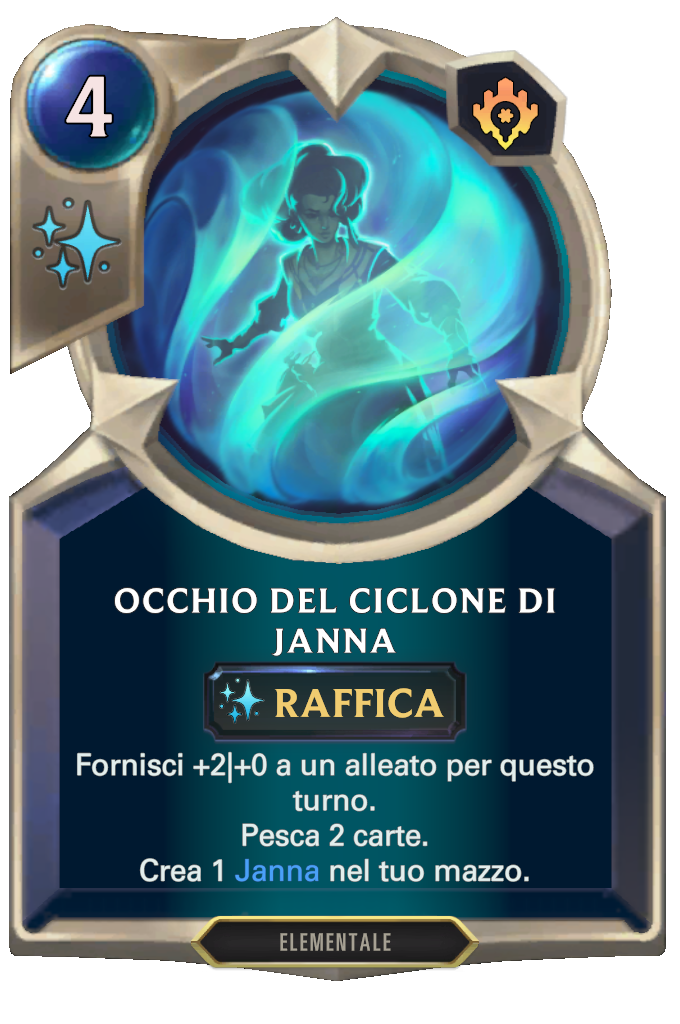 4
OCCHIO DEL CICLONE DI
JANNA
RAFFICA
Fornisci +2|+0 a un alleato per questo
turno.
Pesca 2 carte.
Crea 1 Janna nel tuo mazzo.
ELEMENTALE